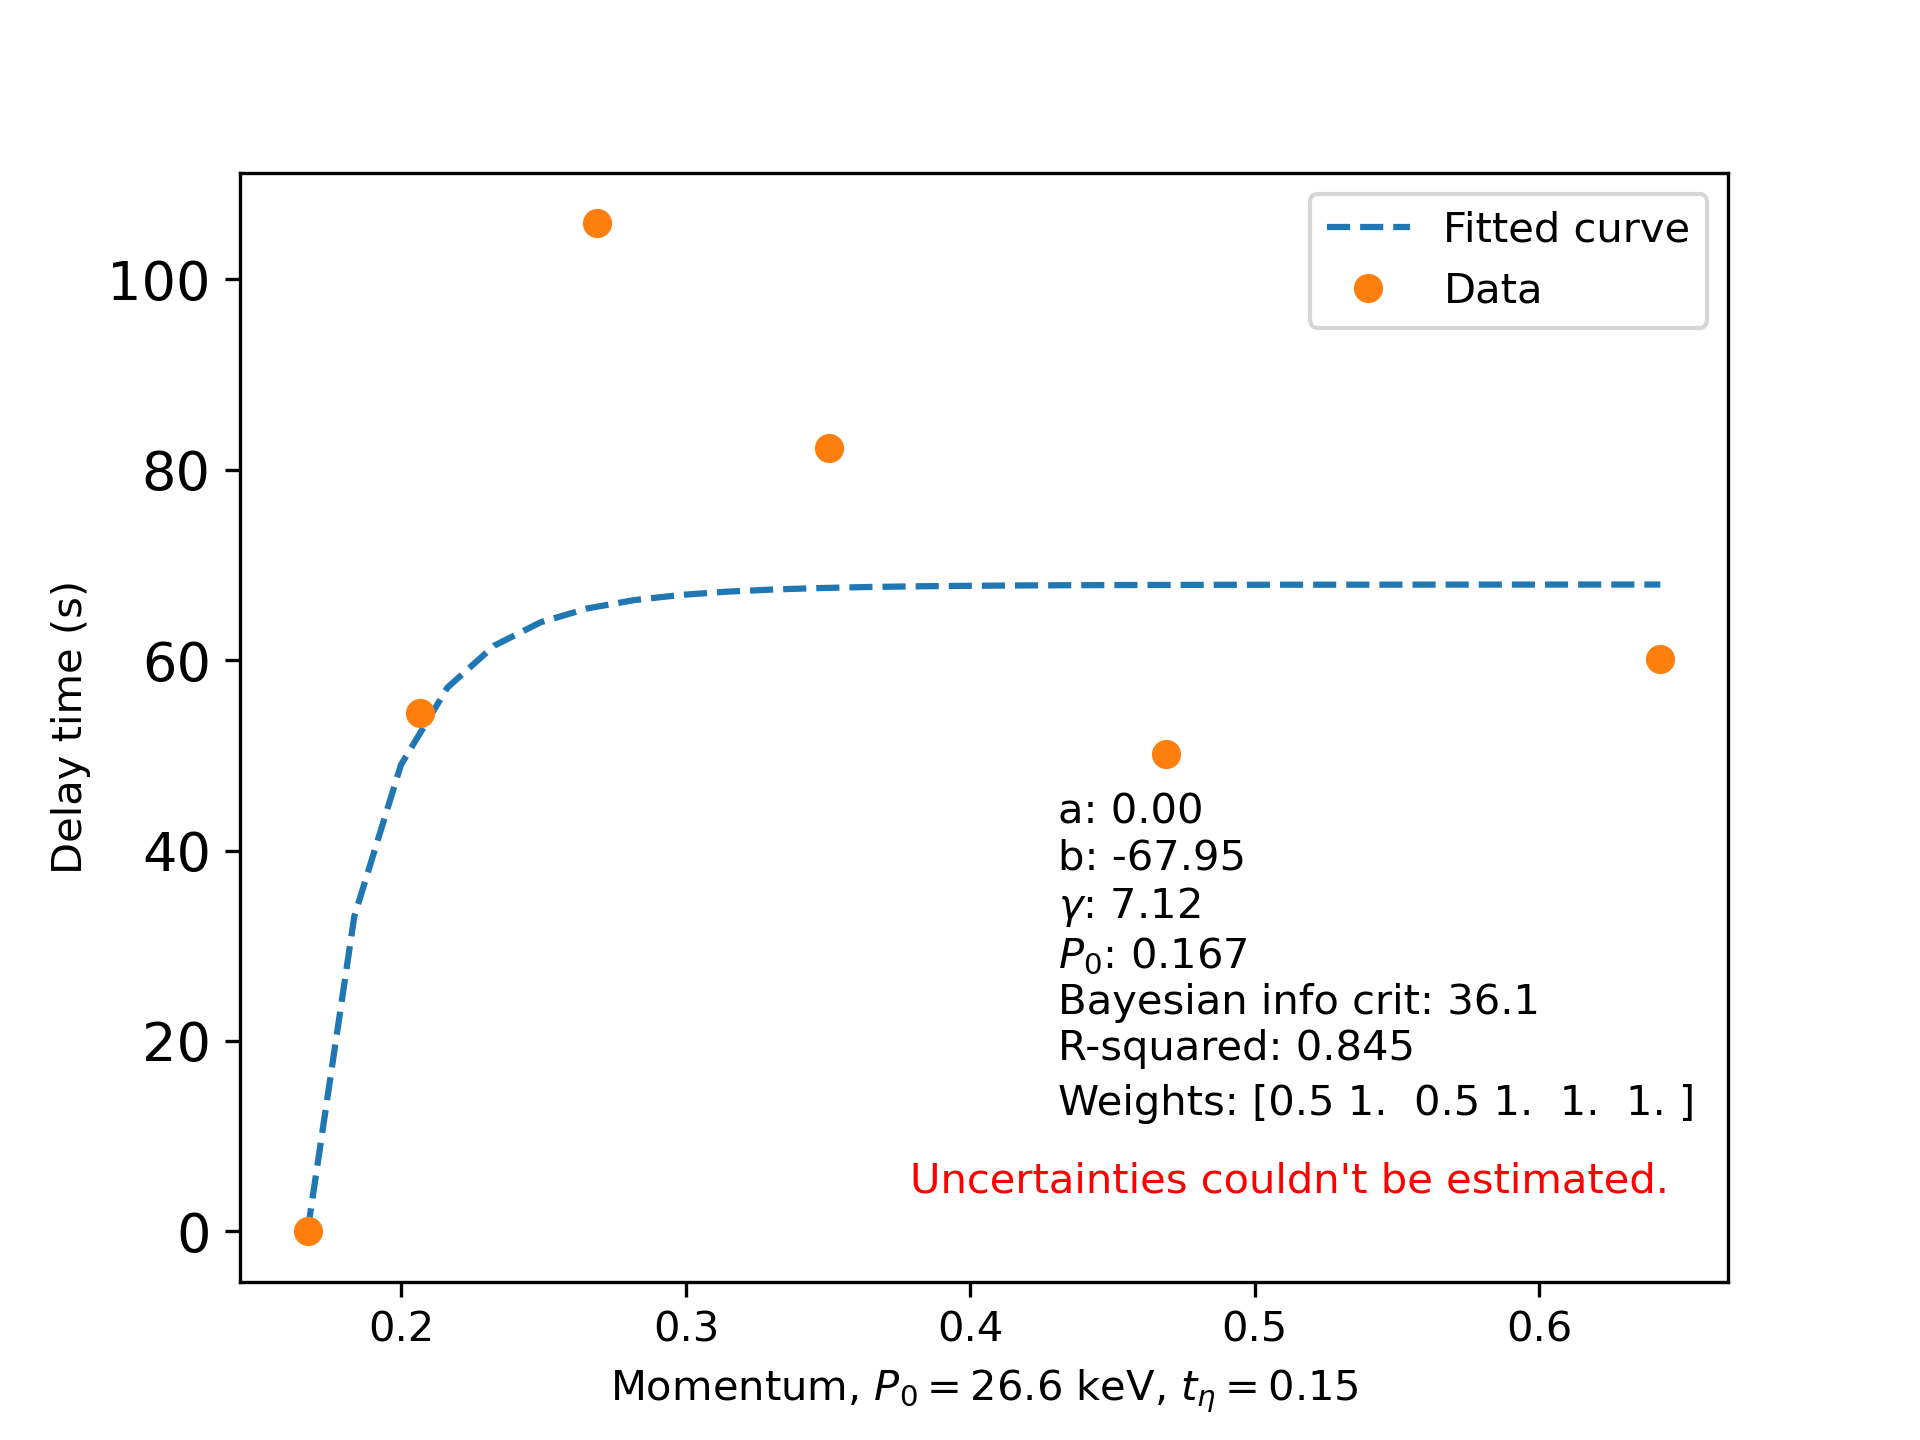 Fitted curve
Data
100
80
60
40
20
0
Delay time (s)
a: 0.00
b: -67.95
γ: 7.12
P₀: 0.167
Bayesian info crit: 36.1
R-squared: 0.845
Weights: [0.5 1.  0.5 1.  1.  1. ]
Uncertainties couldn't be estimated.
0.2 0.3 0.4 0.5 0.6
Momentum, P₀ = 26.6 keV, t_η = 0.15